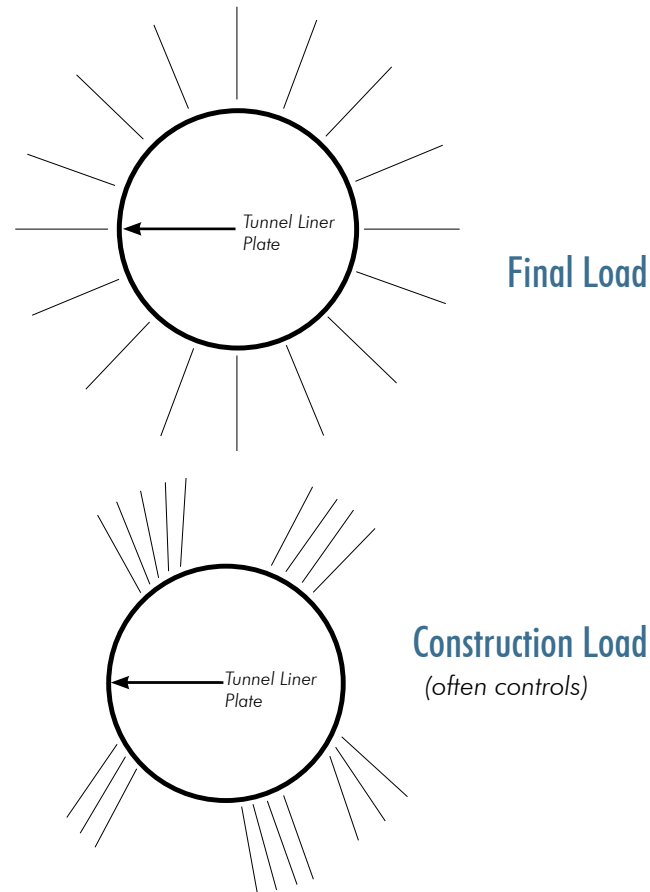 Tunnel Liner
Plate
Final Load
Construction Load
(often controls)
Tunnel Liner
Plate